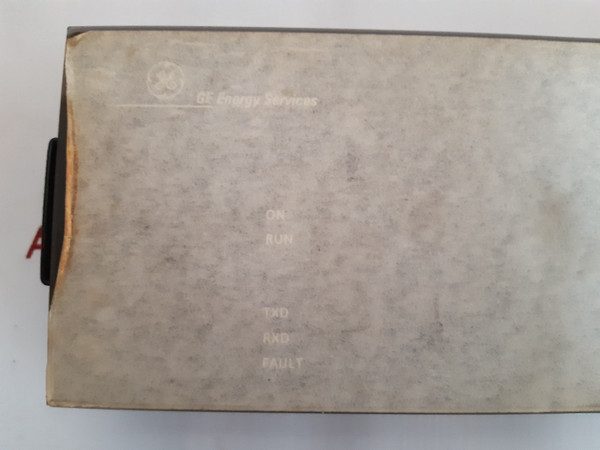 GE
GE Energy Services
ON
RUN
TXD
RXD
FAULT
A